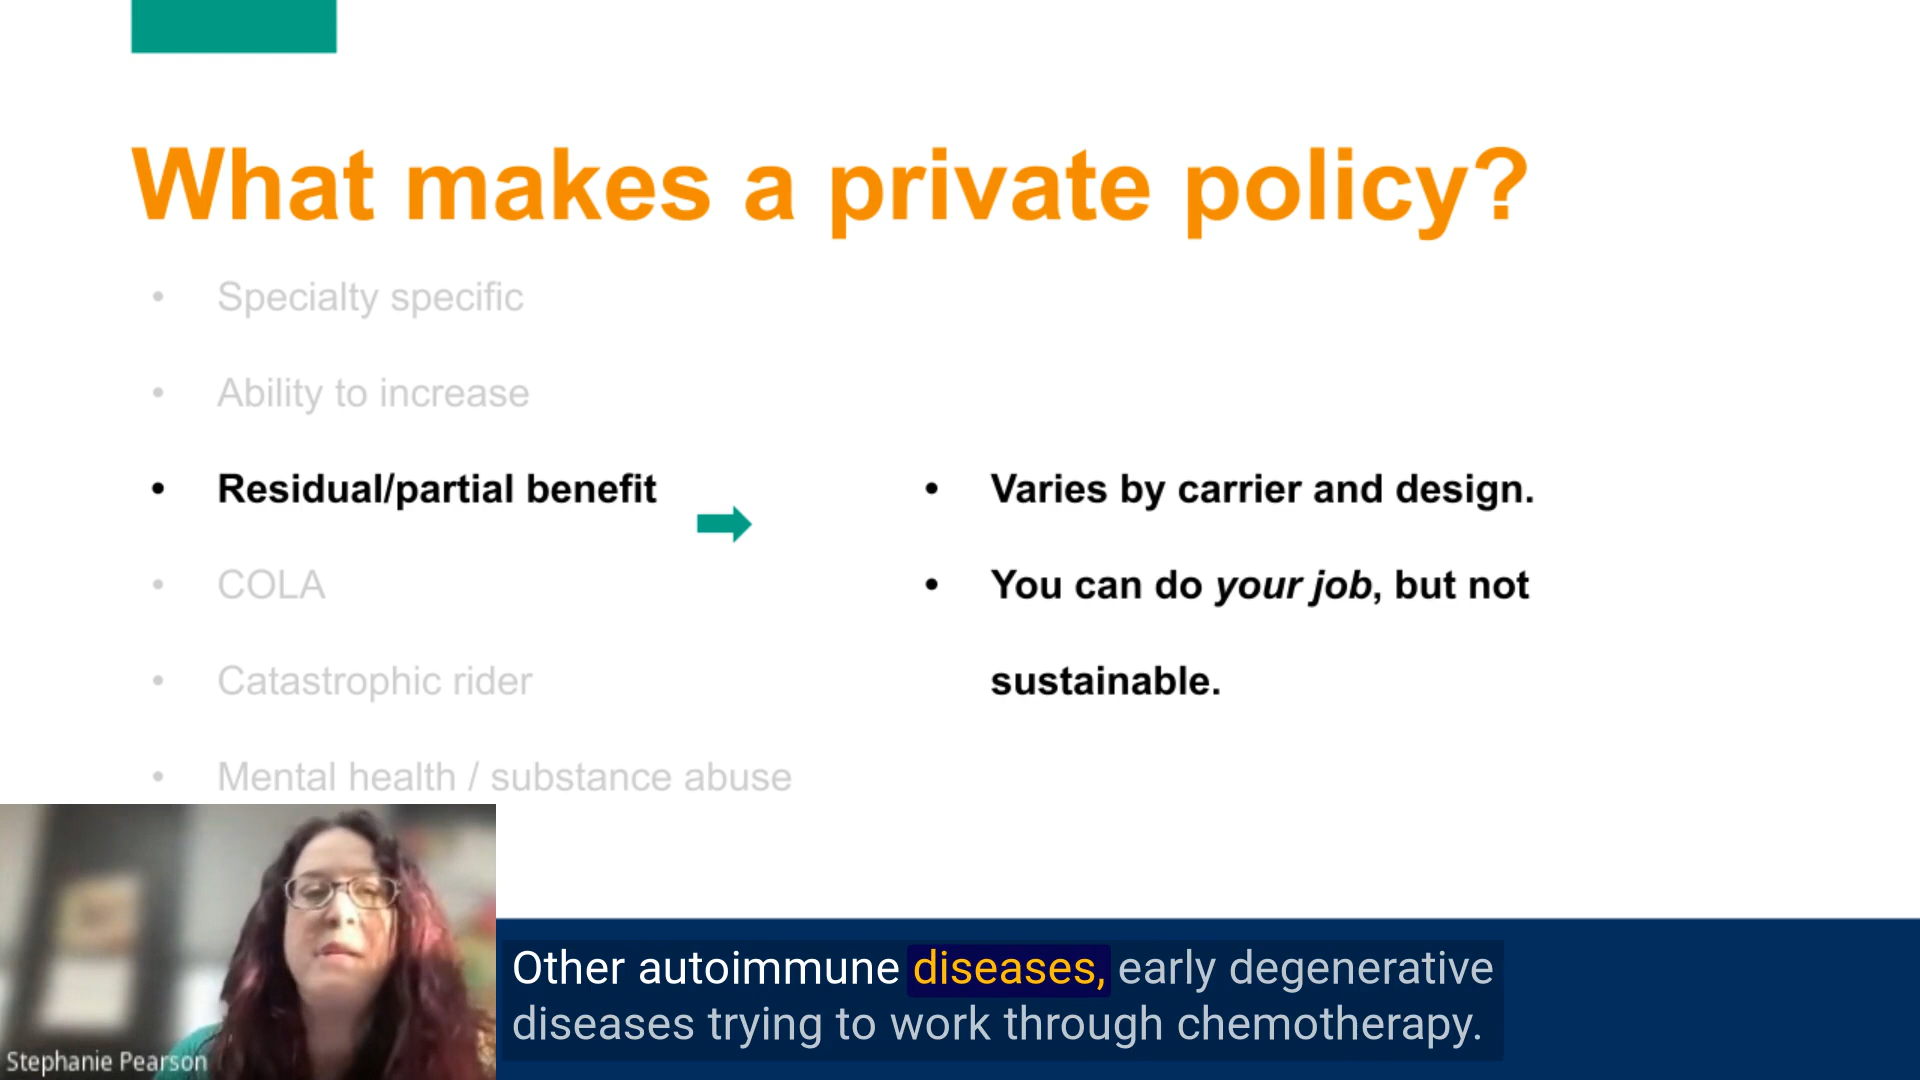 What makes a private policy?
• Specialty specific
• Ability to increase
• Residual/partial benefit
• COLA
• Catastrophic rider
• Mental health / substance abuse
• Varies by carrier and design.
• You can do your job, but not
sustainable.
Stephanie Pearson
Other autoimmune diseases, early degenerative
diseases trying to work through chemotherapy.